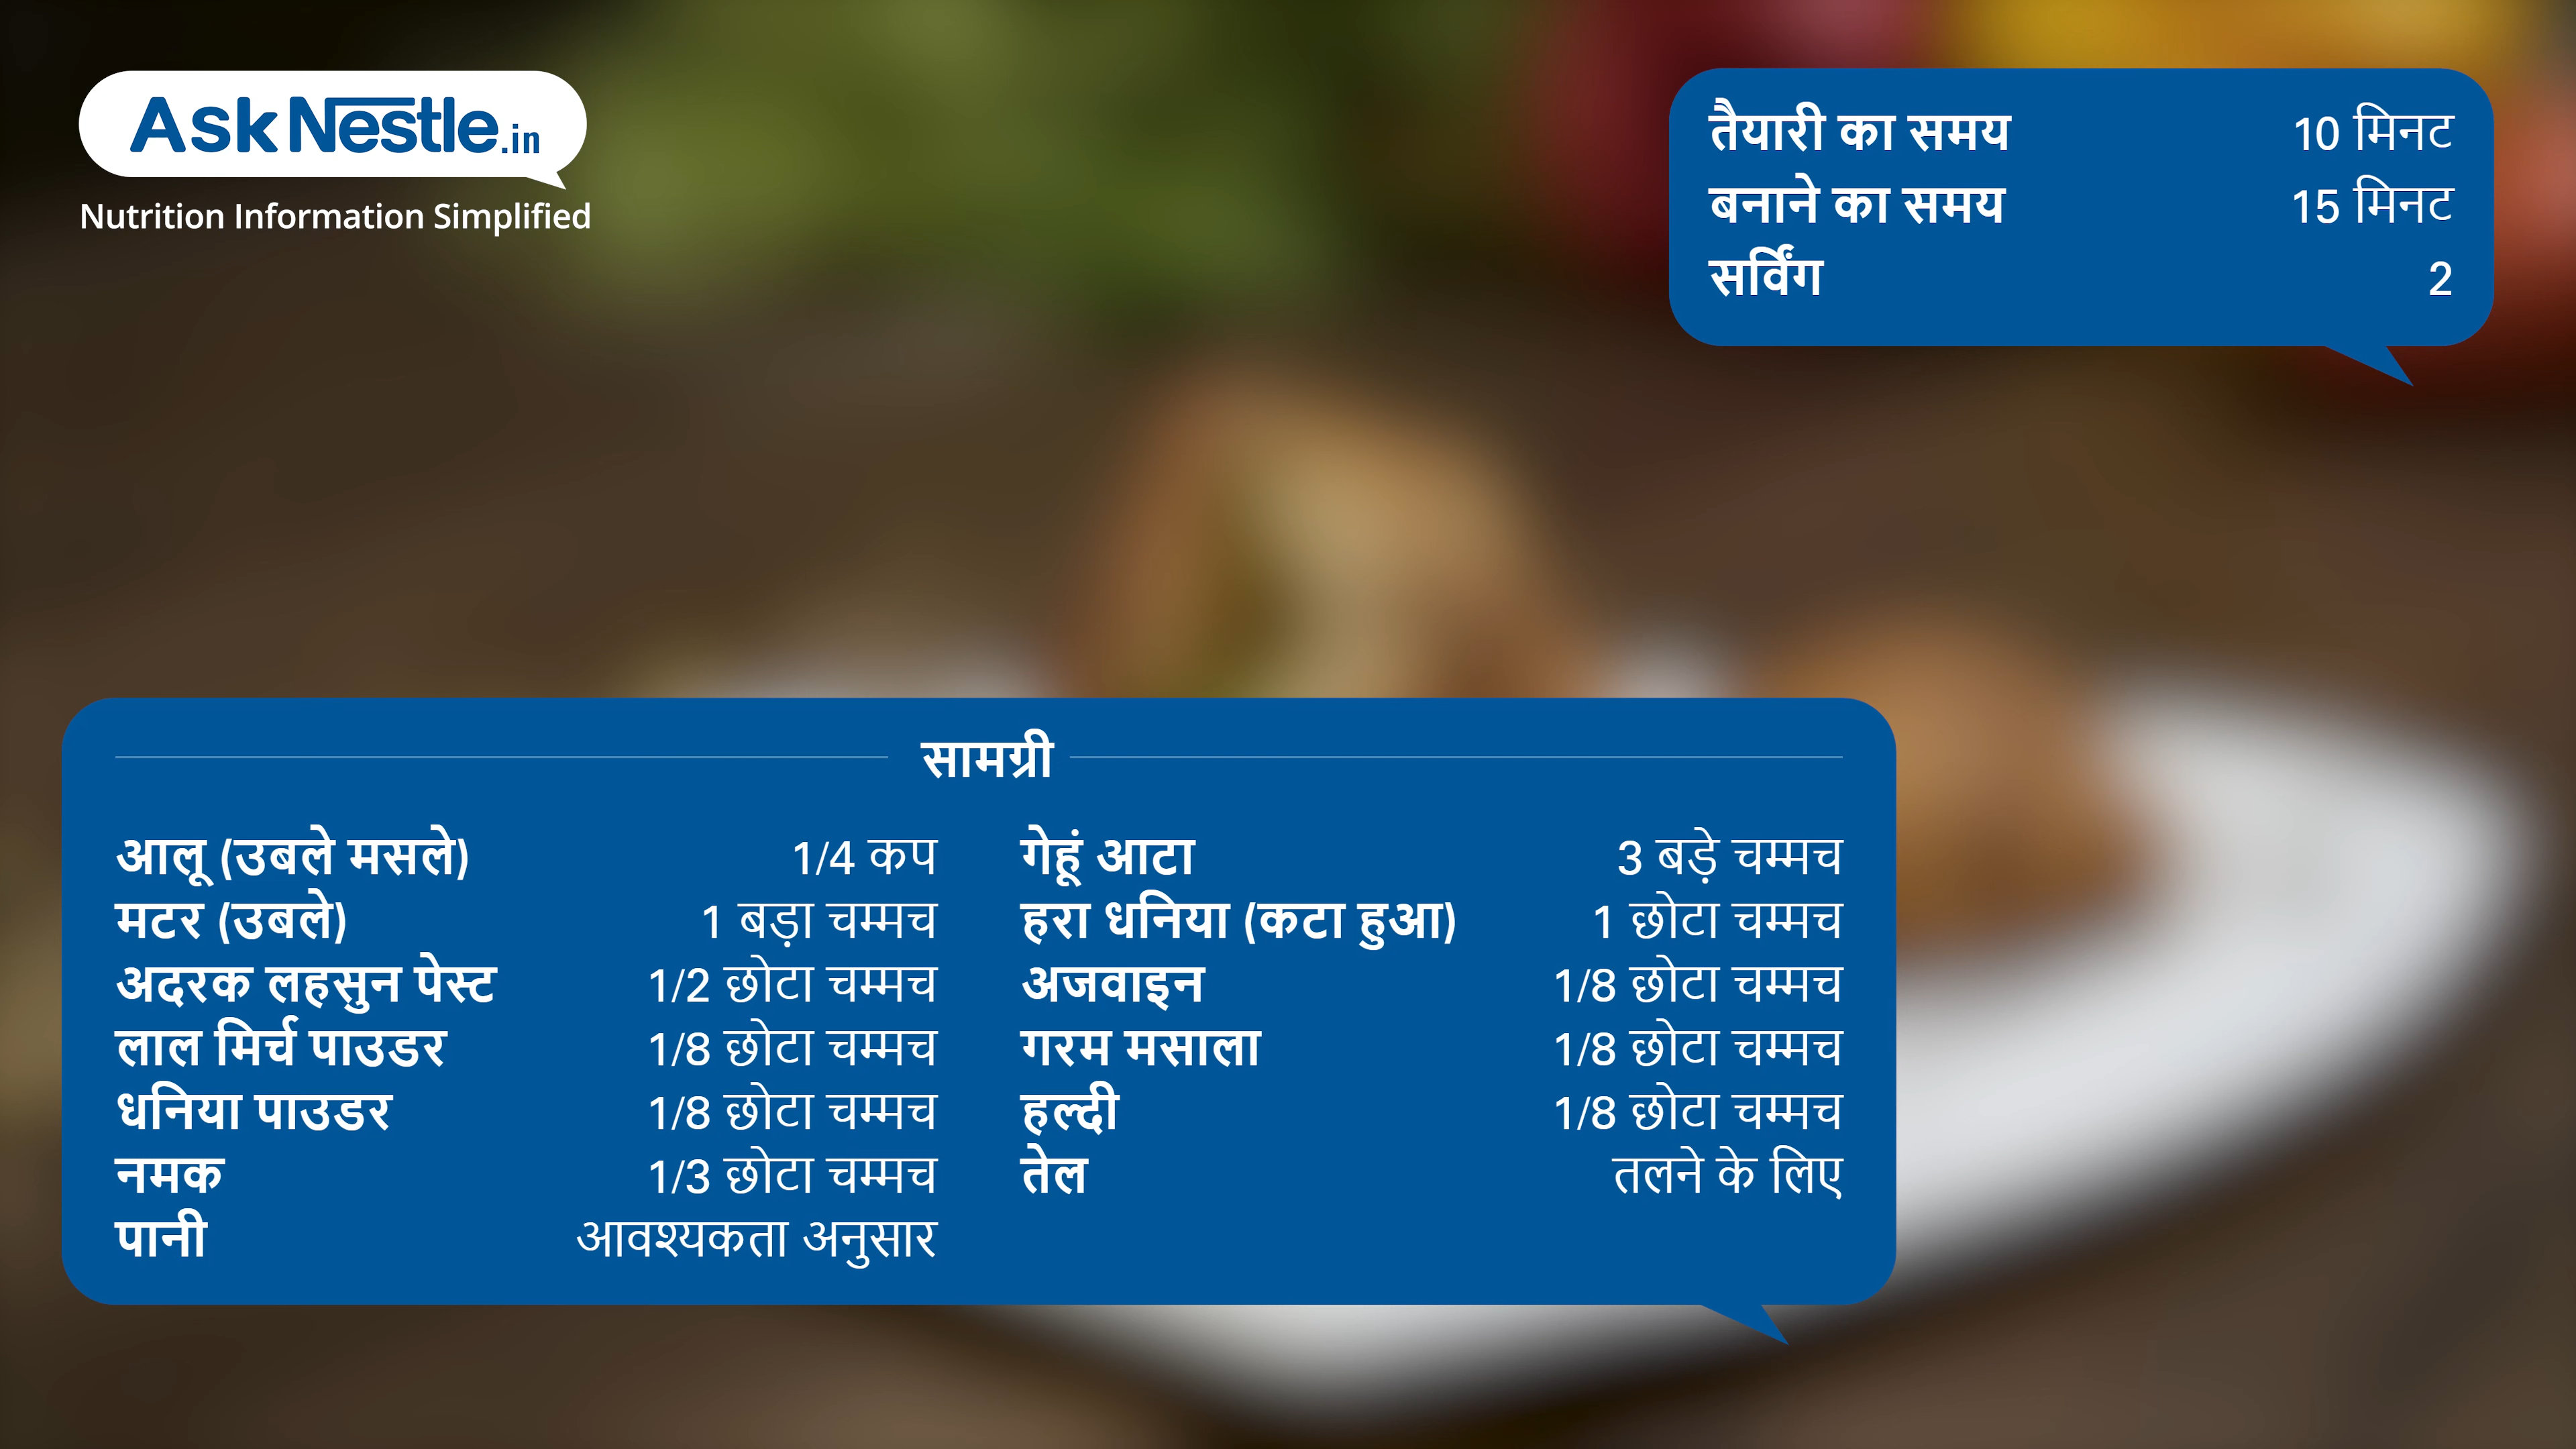 AskNestle.in
Nutrition Information Simplified
तैयारी का समय 10 मिनट
बनाने का समय 15 मिनट
सर्विंग 2
सामग्री
आलू (उबले मसले) 1/4 कप
मटर (उबले) 1 बड़ा चम्मच
अदरक लहसुन पेस्ट 1/2 छोटा चम्मच
लाल मिर्च पाउडर 1/8 छोटा चम्मच
धनिया पाउडर 1/8 छोटा चम्मच
नमक 1/3 छोटा चम्मच
पानी आवश्यकता अनुसार
गेहूं आटा 3 बड़े चम्मच
हरा धनिया (कटा हुआ) 1 छोटा चम्मच
अजवाइन 1/8 छोटा चम्मच
गरम मसाला 1/8 छोटा चम्मच
हल्दी 1/8 छोटा चम्मच
तेल तलने के लिए